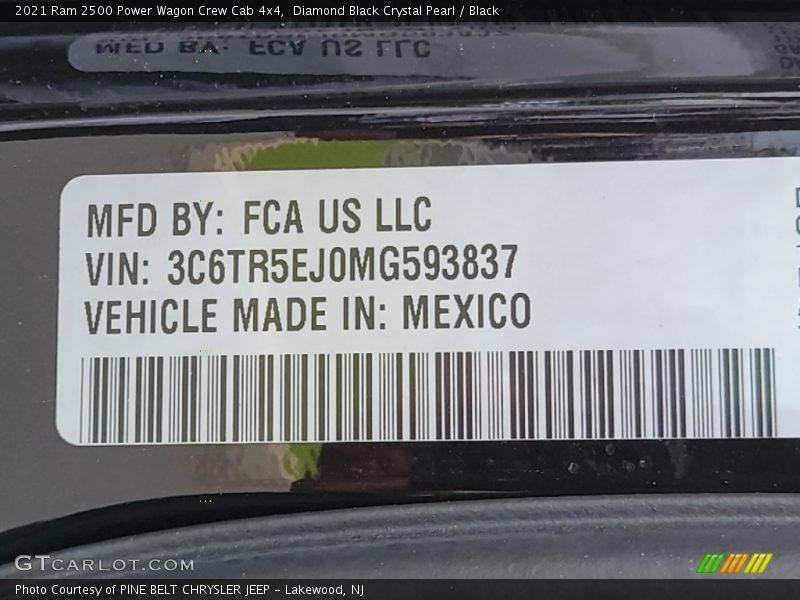 2021 Ram 2500 Power Wagon Crew Cab 4x4, Diamond Black Crystal Pearl / Black
MFD BY: FCA US LLC
MFD BY: FCA US LLC
VIN: 3C6TR5EJ0MG593837
VEHICLE MADE IN: MEXICO
GTCARLOT.COM
Photo Courtesy of PINE BELT CHRYSLER JEEP - Lakewood, NJ